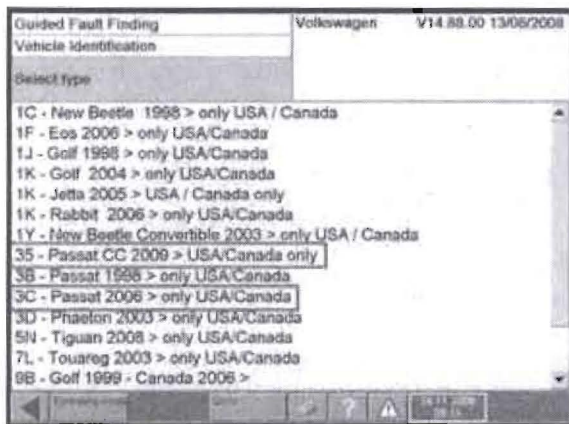 Guided Fault Finding
Volkswagen V14.88.00 13/06/2008
Vehicle Identification
Select type
1C - New Beetle 1998 > only USA / Canada
1F - Eos 2006 > only USA/Canada
1J - Golf 1998 > only USA/Canada
1K - Golf 2004 > only USA/Canada
1K - Jetta 2005 > USA / Canada only
1K - Rabbit 2006 > only USA/Canada
1Y - New Beetle Convertible 2003 > only USA / Canada
35 - Passat CC 2009 > USA/Canada only
3B - Passat 1998 > only USA/Canada
3C - Passat 2006 > only USA/Canada
3D - Phaeton 2003 > only USA/Canada
5N - Tiguan 2008 > only USA/Canada
7L - Touareg 2003 > only USA/Canada
9B - Golf 1999 - Canada 2006 >